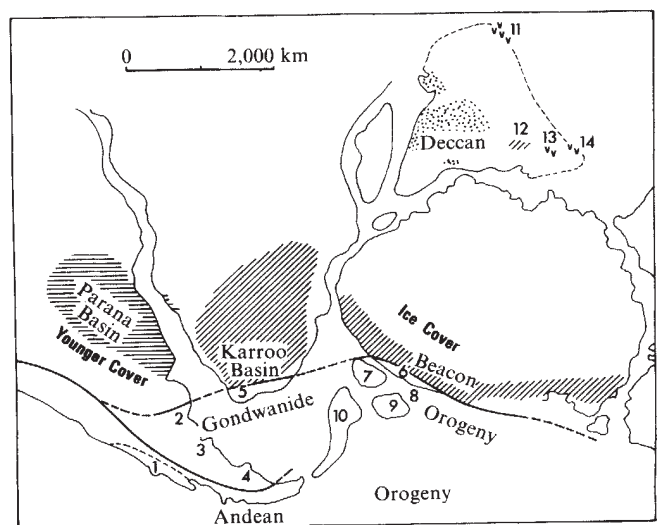 0 2,000 km
11
12
13
14
Deccan
Parana
Basin
Younger Cover
Karroo
Basin
Ice Cover
Beacon
5
7
6
8
2
Gondwanide
9
10
Orogeny
3
1
4
Orogeny
Andean